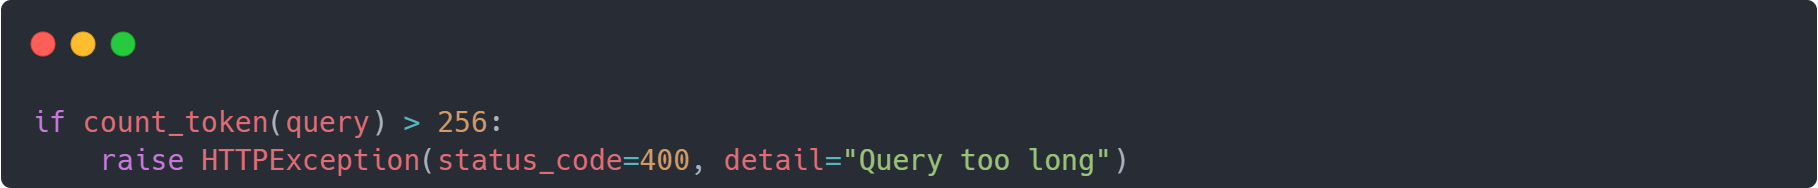 if count_token(query) > 256:
    raise HTTPException(status_code=400, detail="Query too long")